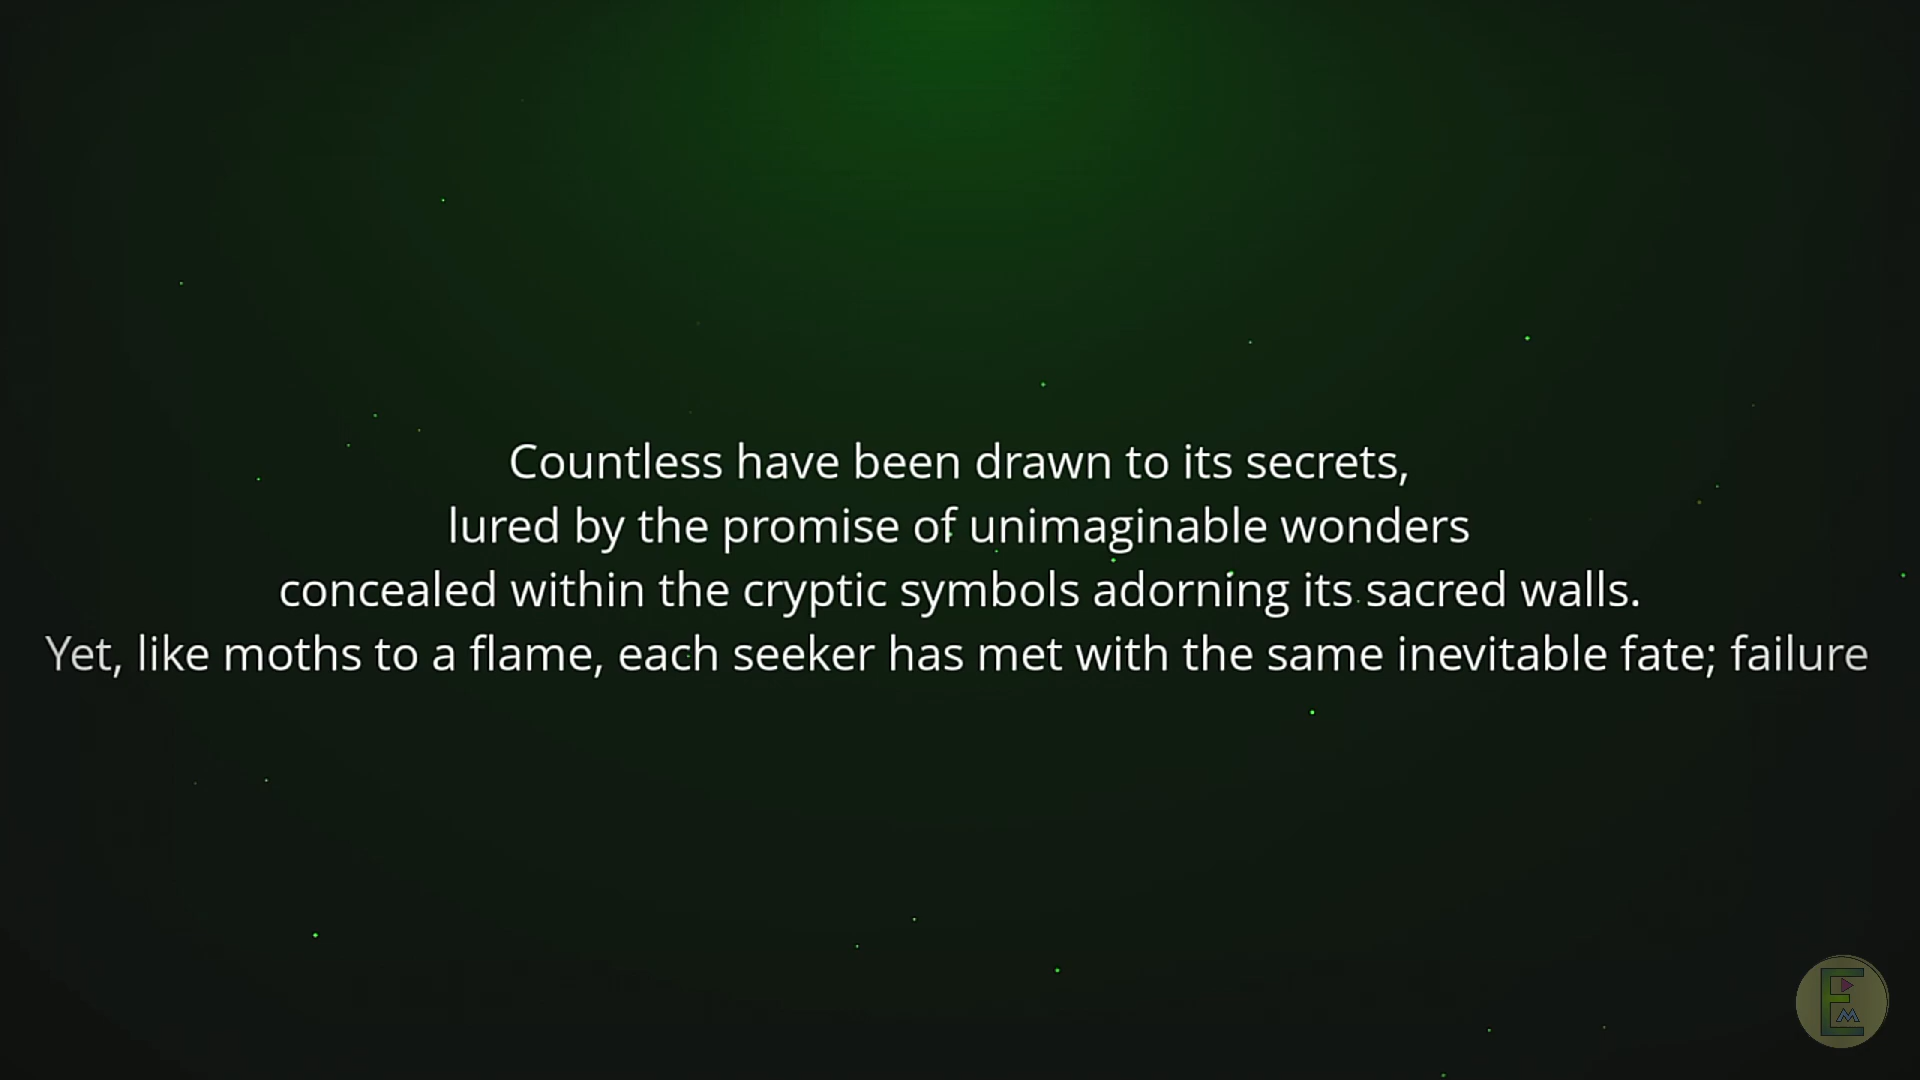 Countless have been drawn to its secrets,
lured by the promise of unimaginable wonders
concealed within the cryptic symbols adorning its sacred walls.
Yet, like moths to a flame, each seeker has met with the same inevitable fate; failure
E
M